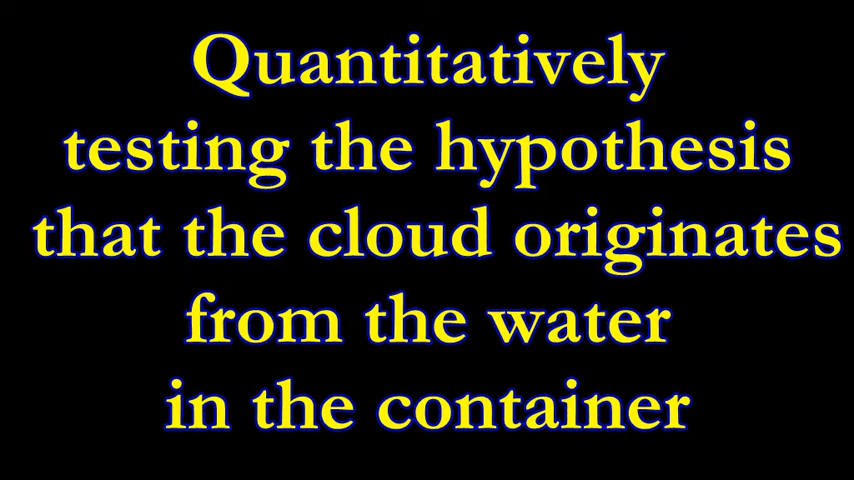 Quantitatively
testing the hypothesis
that the cloud originates
from the water
in the container